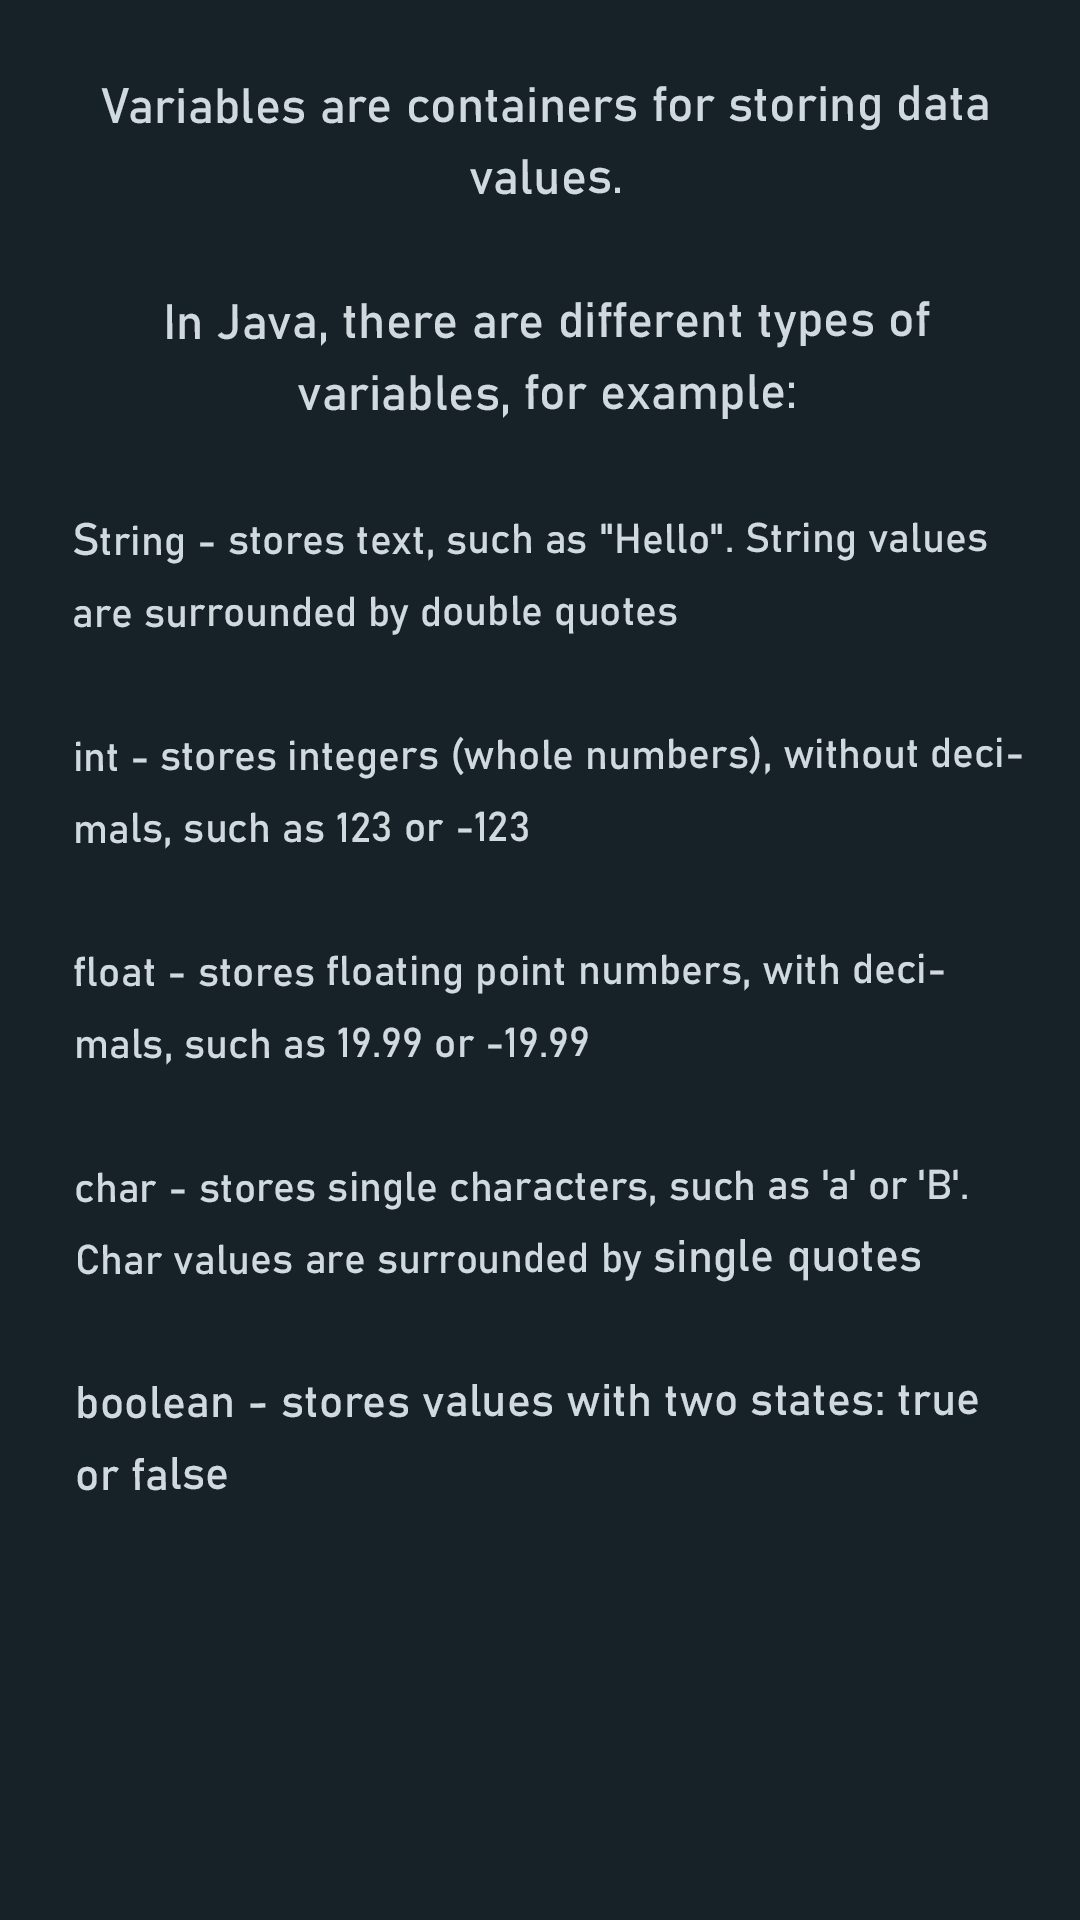 Variables are containers for storing data
values.
In Java, there are different types of
variables, for example:
String - stores text, such as "Hello". String values
are surrounded by double quotes
int - stores integers (whole numbers), without deci-
mals, such as 123 or -123
float - stores floating point numbers, with deci-
mals, such as 19.99 or -19.99
char - stores single characters, such as 'a' or 'B'.
Char values are surrounded by single quotes
boolean - stores values with two states: true
or false